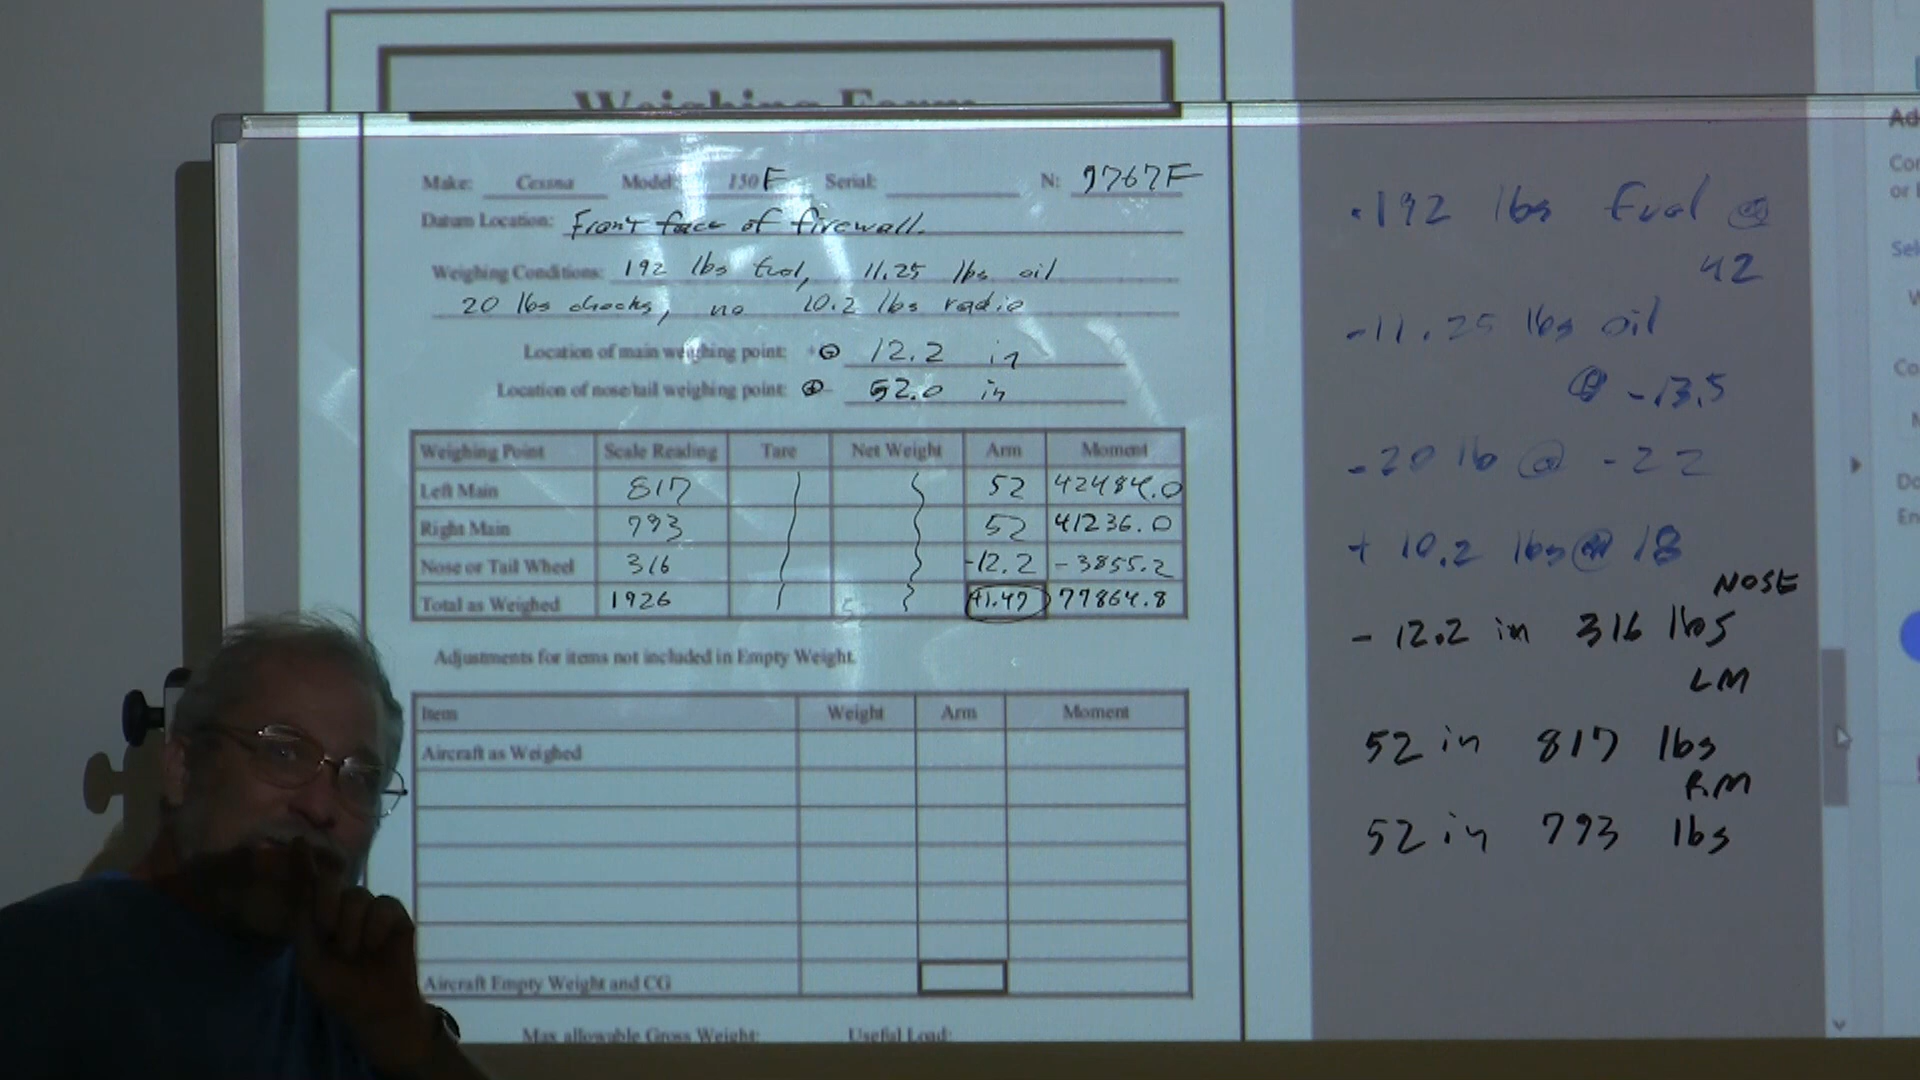 Weighing Form
Make: Cessna Model: 150F Serial: N: 9767F
Datum Location: Front face of firewall.
Weighing Conditions: 192 lbs fuel, 11.25 lbs oil
20 lbs chocks, no 10.2 lbs radio
Location of main weighing point: + - 12.2 in
Location of nose/tail weighing point: + - 52.0 in
Weighing Point Scale Reading Tare Net Weight Arm Moment
Left Main 817 52 42484.0
Right Main 793 52 41236.0
Nose or Tail Wheel 316 -12.2 -3855.2
Total as Weighed 1926 41.47 79864.8
Adjustments for items not included in Empty Weight.
Item Weight Arm Moment
Aircraft as Weighed
Aircraft Empty Weight and CG
Max allowable Gross Weight: Useful Load:
-192 lbs fuel @
42
-11.25 lbs oil
@ -13.5
-20 lb @ -22
+ 10.2 lbs @ 18
NOSE
- 12.2 in 316 lbs
LM
52 in 817 lbs
RM
52 in 793 lbs